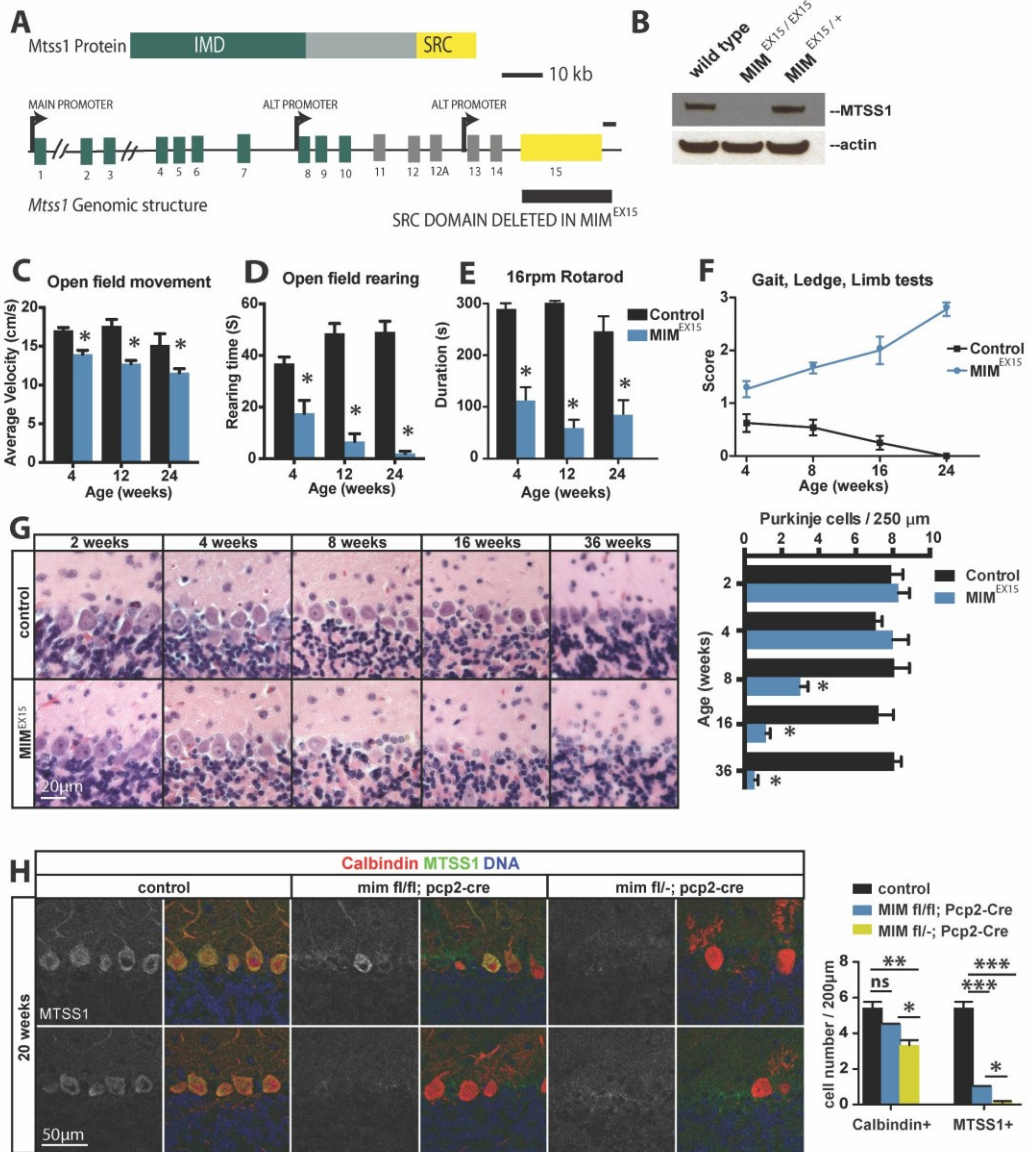 A
Mtss1 Protein
IMD
SRC
10 kb
MAIN PROMOTER
ALT PROMOTER
ALT PROMOTER
1 2 3 4 5 6 7 8 9 10 11 12 12A 13 14 15
Mtss1 Genomic structure
SRC DOMAIN DELETED IN MIM EX15
B
wild type
MIM EX15 / EX15
MIM EX15 / +
--MTSS1
--actin
C
Open field movement
Average Velocity (cm/s)
20
15
10
5
0
* * *
4 12 24
Age (weeks)
D
Open field rearing
Rearing time (S)
60
40
20
0
* * *
4 12 24
Age (weeks)
E
16rpm Rotarod
Duration (s)
300
200
100
0
* * *
4 12 24
Age (weeks)
Control
MIM EX15
F
Gait, Ledge, Limb tests
Score
3
2
1
0
4 8 16 24
Age (weeks)
Control
MIM EX15
G
2 weeks 4 weeks 8 weeks 16 weeks 36 weeks
control
MIM EX15
20μm
Purkinje cells / 250 μm
0 2 4 6 8 10
Age (weeks)
2
4
8 *
16 *
36 *
Control
MIM EX15
H
Calbindin MTSS1 DNA
control mim fl/fl; pcp2-cre mim fl/-; pcp2-cre
20 weeks
MTSS1
50μm
control
MIM fl/fl; Pcp2-Cre
MIM fl/-; Pcp2-Cre
cell number / 200μm
8
6
4
2
0
** ***
ns ***
* *
Calbindin+ MTSS1+